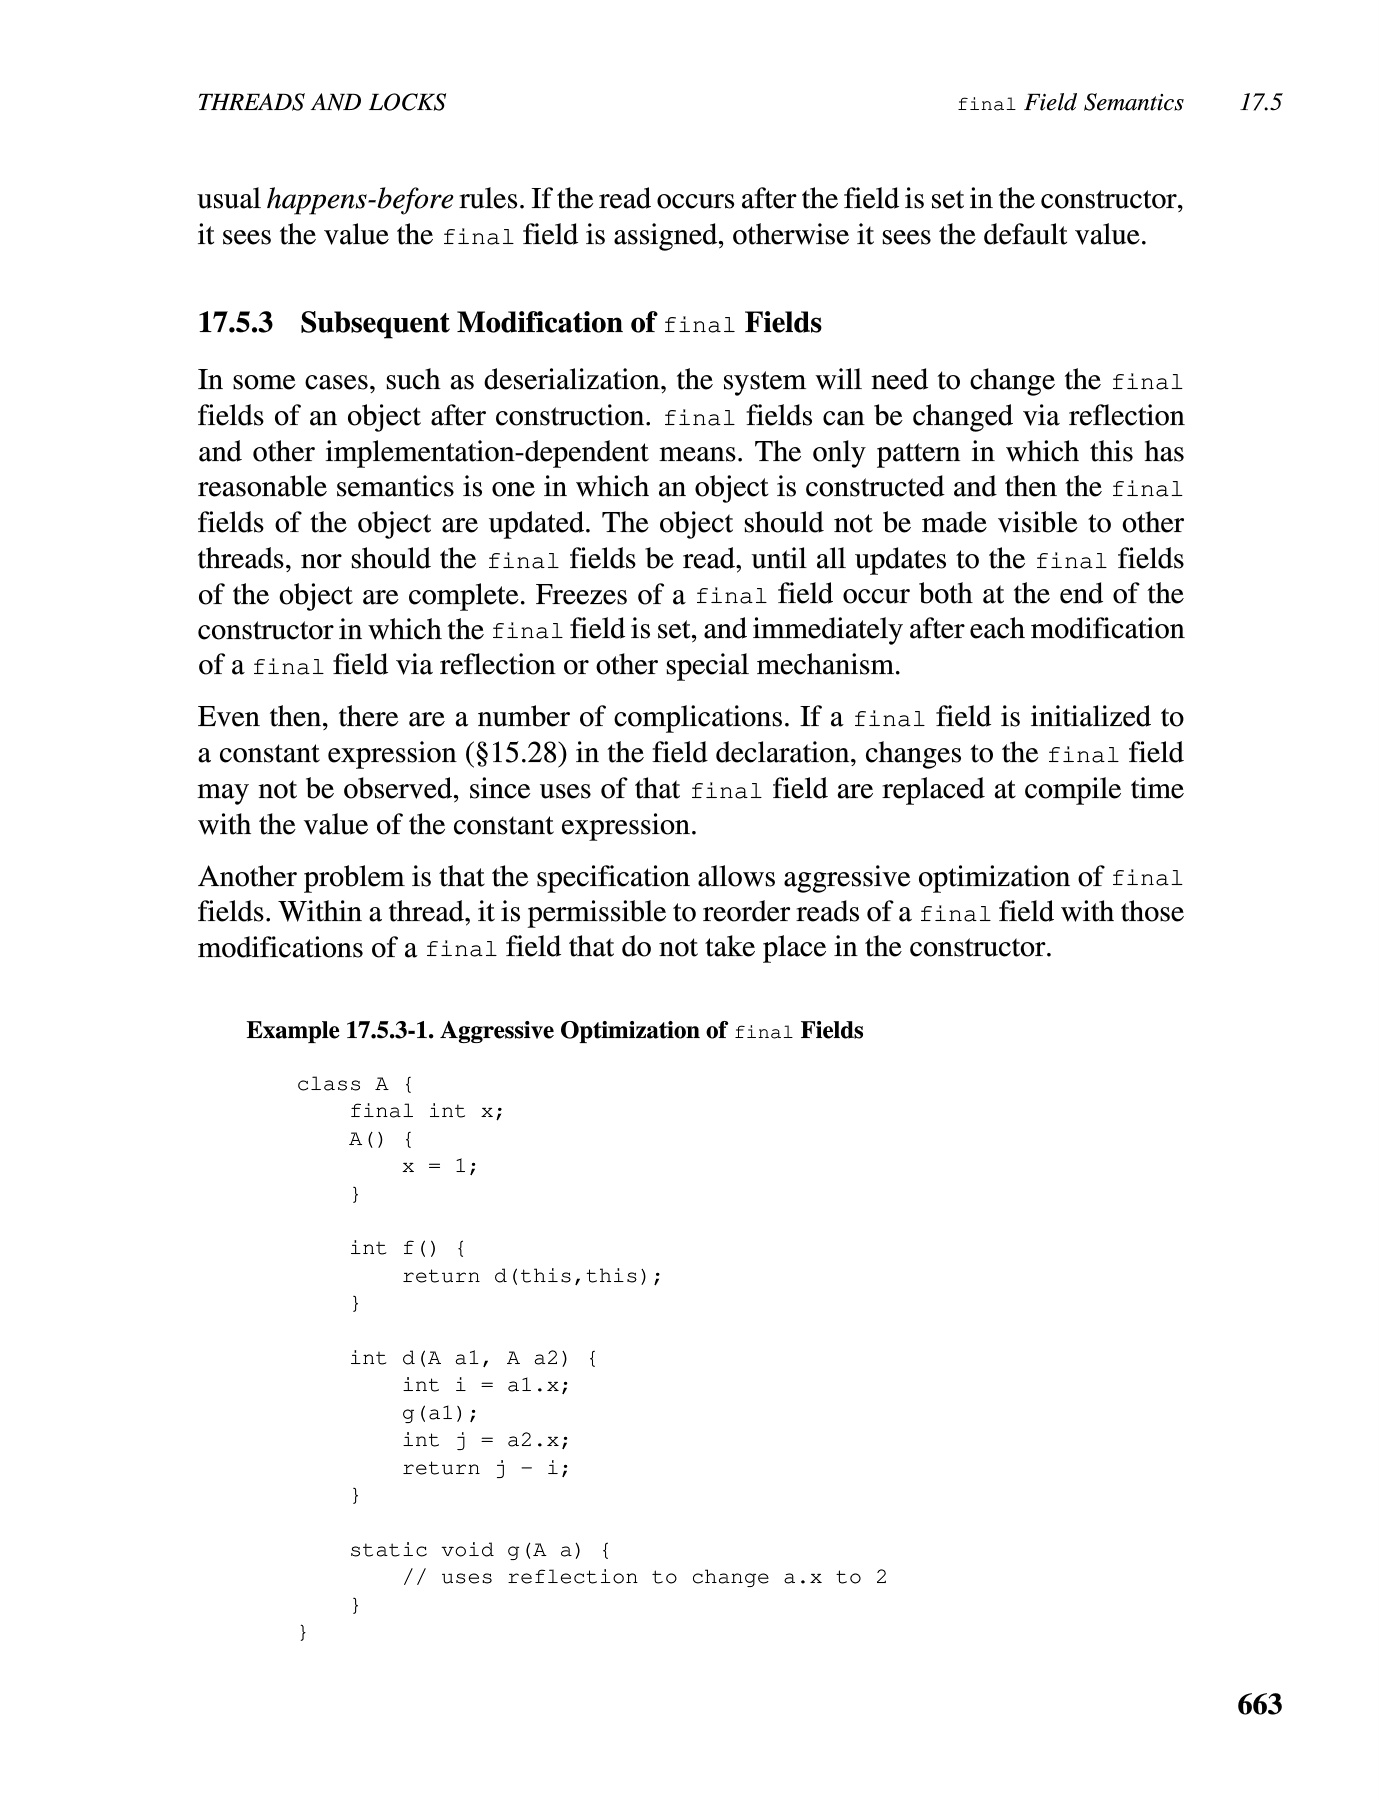 THREADS AND LOCKS final Field Semantics 17.5
usual happens-before rules. If the read occurs after the field is set in the constructor,
it sees the value the final field is assigned, otherwise it sees the default value.
17.5.3 Subsequent Modification of final Fields
In some cases, such as deserialization, the system will need to change the final
fields of an object after construction. final fields can be changed via reflection
and other implementation-dependent means. The only pattern in which this has
reasonable semantics is one in which an object is constructed and then the final
fields of the object are updated. The object should not be made visible to other
threads, nor should the final fields be read, until all updates to the final fields
of the object are complete. Freezes of a final field occur both at the end of the
constructor in which the final field is set, and immediately after each modification
of a final field via reflection or other special mechanism.
Even then, there are a number of complications. If a final field is initialized to
a constant expression (§15.28) in the field declaration, changes to the final field
may not be observed, since uses of that final field are replaced at compile time
with the value of the constant expression.
Another problem is that the specification allows aggressive optimization of final
fields. Within a thread, it is permissible to reorder reads of a final field with those
modifications of a final field that do not take place in the constructor.
Example 17.5.3-1. Aggressive Optimization of final Fields
class A {
    final int x;
    A() {
        x = 1;
    }
    int f() {
        return d(this,this);
    }
    int d(A a1, A a2) {
        int i = a1.x;
        g(a1);
        int j = a2.x;
        return j - i;
    }
    static void g(A a) {
        // uses reflection to change a.x to 2
    }
}
663